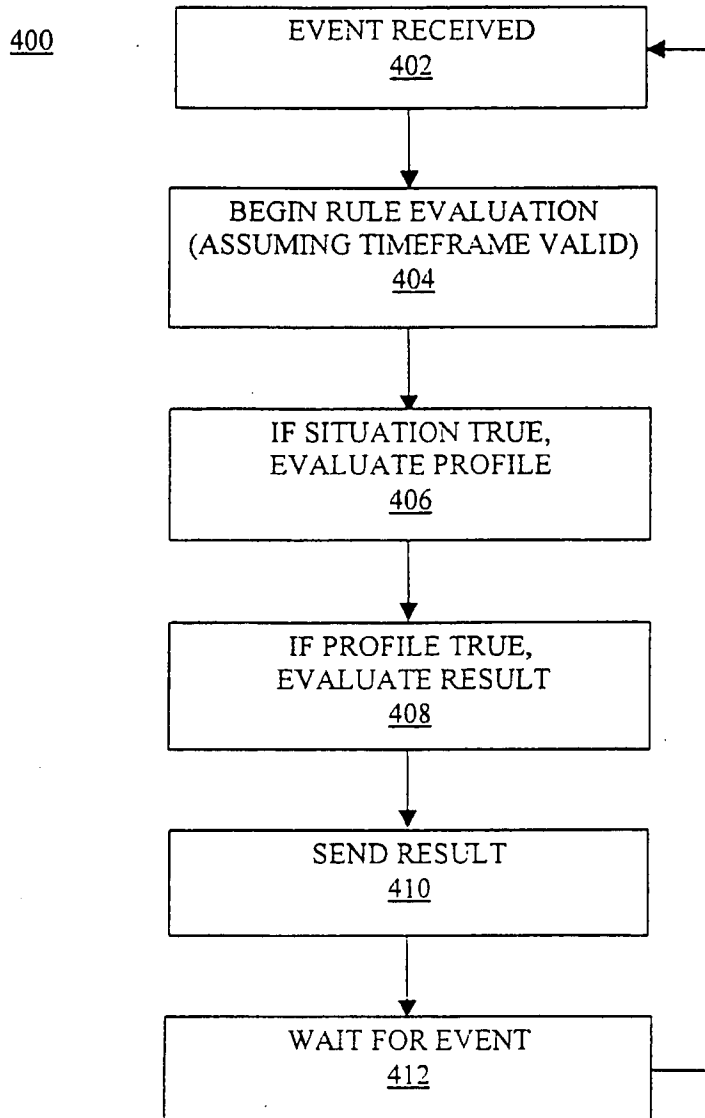 400
EVENT RECEIVED
402
BEGIN RULE EVALUATION
(ASSUMING TIMEFRAME VALID)
404
IF SITUATION TRUE,
EVALUATE PROFILE
406
IF PROFILE TRUE,
EVALUATE RESULT
408
SEND RESULT
410
WAIT FOR EVENT
412